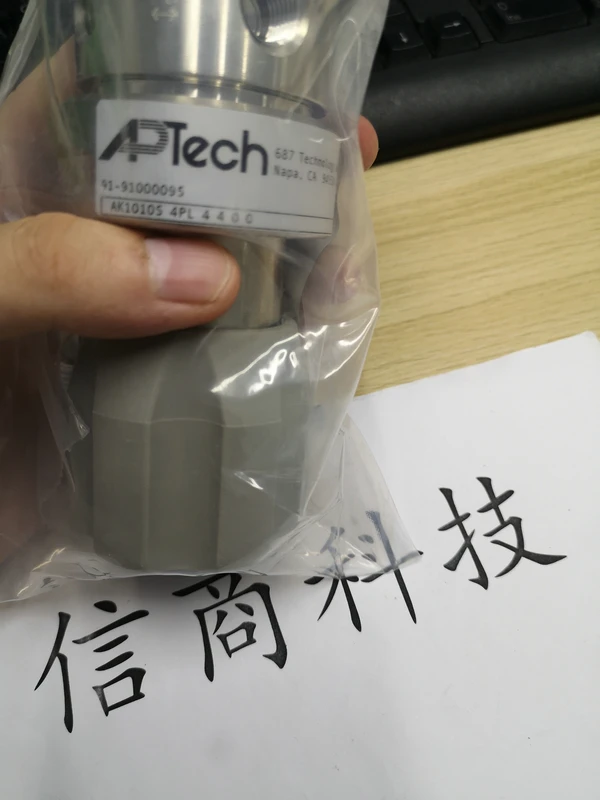 APTech
687 Technology
Napa, CA
91-91000095
AK1010S 4PL 4 4 0 0
信商科技